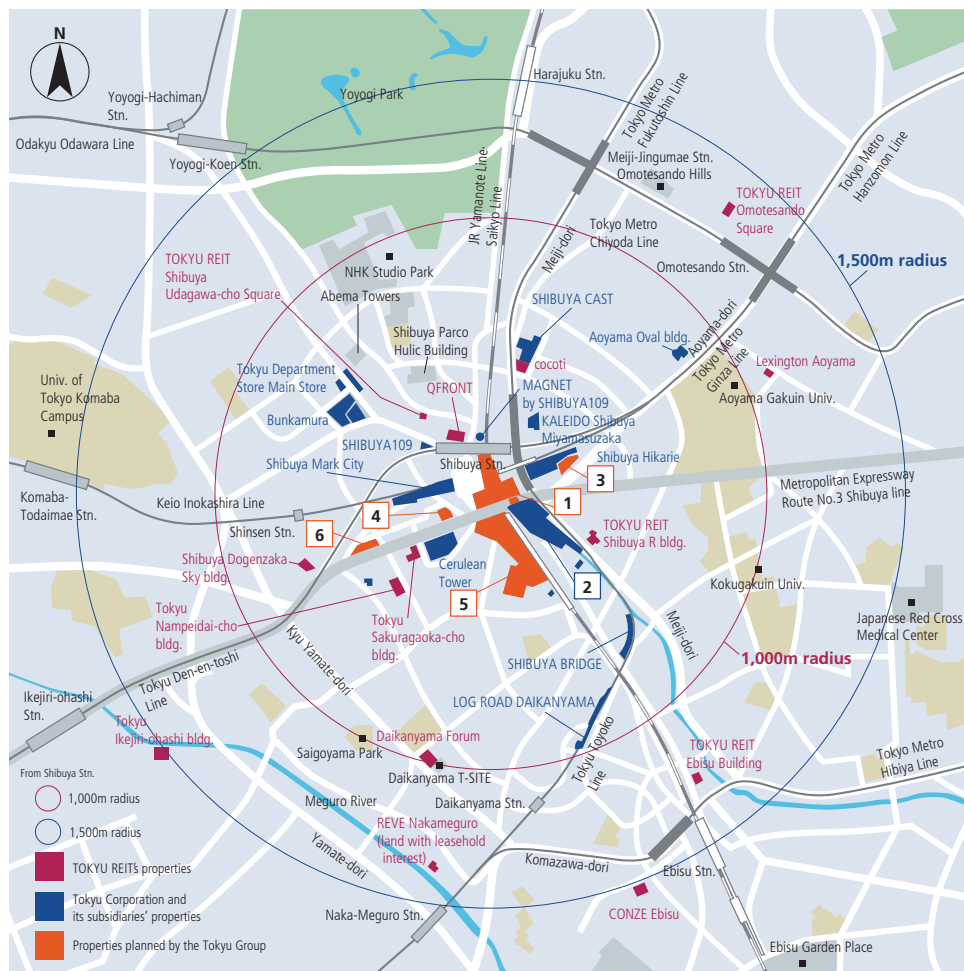 N
Yoyogi-Hachiman
Stn.
Odakyu Odawara Line
Yoyogi-Koen Stn.
Yoyogi Park
Harajuku Stn.
Tokyo Metro
Fukutoshin Line
Meiji-Jingumae Stn.
Omotesando Hills
TOKYU REIT
Omotesando
Square
Tokyo Metro
Hanzomon Line
JR Yamanote Line·
Saikyo Line
Meiji-dori
Tokyo Metro
Chiyoda Line
Omotesando Stn.
1,500m radius
TOKYU REIT
Shibuya
Udagawa-cho Square
NHK Studio Park
Abema Towers
Shibuya Parco
Hulic Building
SHIBUYA CAST
Aoyama Oval bldg.
Aoyama-dori
Tokyo Metro
Ginza Line
Lexington Aoyama
Aoyama Gakuin Univ.
cocoti
Tokyu Department
Store Main Store
QFRONT
MAGNET
by SHIBUYA109
Bunkamura
KALEIDO Shibuya
Miyamasuzaka
Univ. of
Tokyo Komaba
Campus
SHIBUYA109
Shibuya Stn.
Shibuya Hikarie
Shibuya Mark City
3
1
Metropolitan Expressway
Route No.3 Shibuya line
Komaba-
Todaimae Stn.
Keio Inokashira Line
Shinsen Stn.
4
6
TOKYU REIT
Shibuya R bldg.
Shibuya Dogenzaka
Sky bldg.
Cerulean
Tower
2
5
Kokugakuin Univ.
Tokyu
Nampeidai-cho
bldg.
Tokyu
Sakuragaoka-cho
bldg.
Meiji-dori
Japanese Red Cross
Medical Center
Kyu Yamate-dori
SHIBUYA BRIDGE
1,000m radius
Tokyu Den-en-toshi
Line
Ikejiri-ohashi
Stn.
LOG ROAD DAIKANYAMA
Tokyu
Ikejiri-ohashi bldg.
Daikanyama Forum
Saigoyama Park
Daikanyama T-SITE
Tokyu Toyoko
Line
TOKYU REIT
Ebisu Building
Tokyo Metro
Hibiya Line
From Shibuya Stn.
1,000m radius
1,500m radius
TOKYU REIT's properties
Tokyu Corporation and
its subsidiaries' properties
Properties planned by the Tokyu Group
Meguro River
Daikanyama Stn.
Yamate-dori
REVE Nakameguro
(land with leasehold
interest)
Komazawa-dori
Ebisu Stn.
Naka-Meguro Stn.
CONZE Ebisu
Ebisu Garden Place